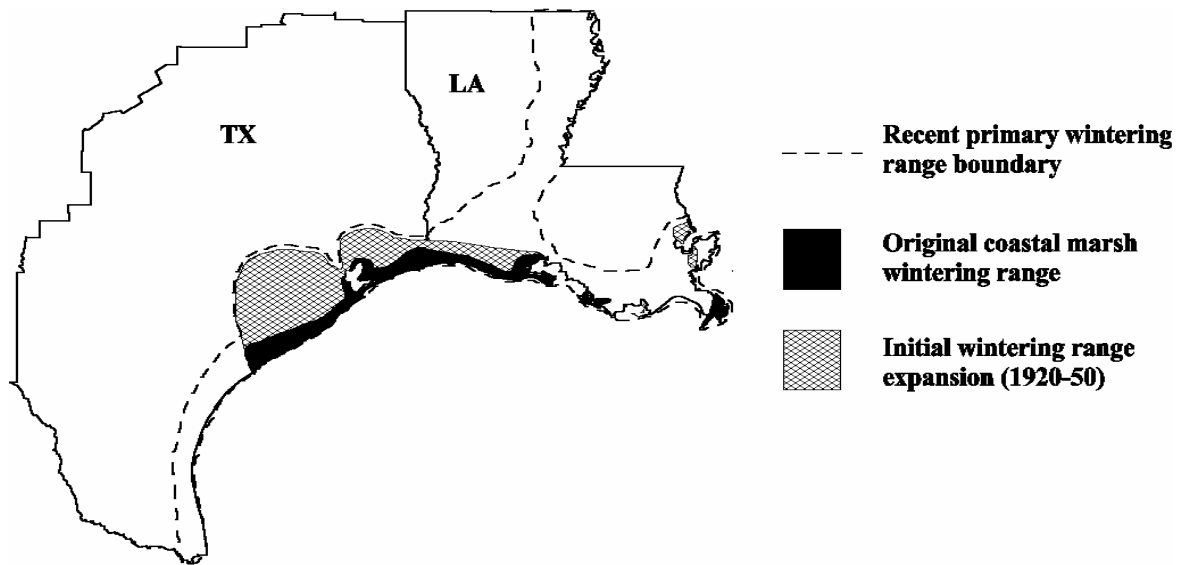 TX
LA
Recent primary wintering
range boundary
Original coastal marsh
wintering range
Initial wintering range
expansion (1920-50)